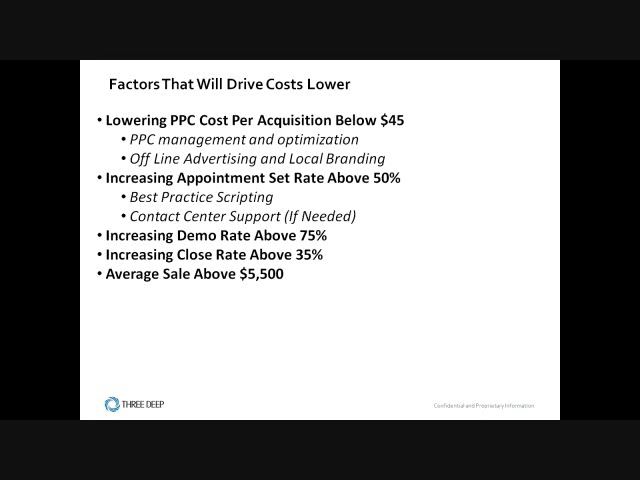 Factors That Will Drive Costs Lower
• Lowering PPC Cost Per Acquisition Below $45
• PPC management and optimization
• Off Line Advertising and Local Branding
• Increasing Appointment Set Rate Above 50%
• Best Practice Scripting
• Contact Center Support (If Needed)
• Increasing Demo Rate Above 75%
• Increasing Close Rate Above 35%
• Average Sale Above $5,500
THREE DEEP
Confidential and Proprietary Information